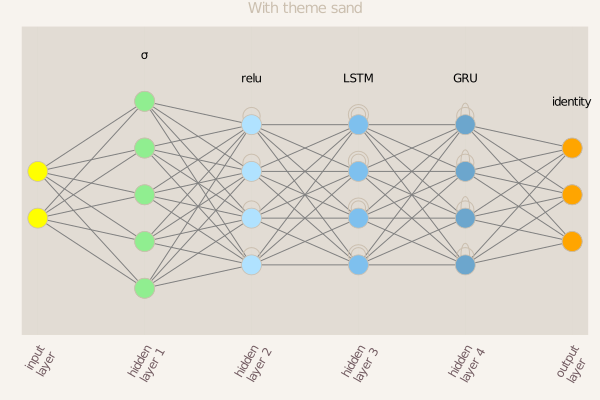 With theme sand
σ
relu
LSTM
GRU
identity
input
layer
hidden
layer 1
hidden
layer 2
hidden
layer 3
hidden
layer 4
output
layer